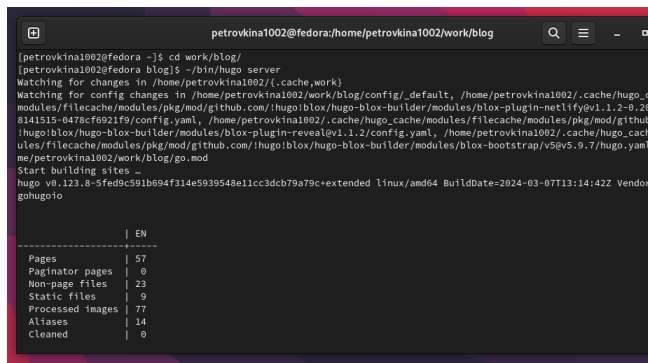 petrovkina1002@fedora:/home/petrovkina1002/work/blog
[petrovkina1002@fedora ~]$ cd work/blog/
[petrovkina1002@fedora blog]$ ~/bin/hugo server
Watching for changes in /home/petrovkina1002/{.cache,work}
Watching for config changes in /home/petrovkina1002/work/blog/config/_default, /home/petrovkina1002/.cache/hugo_c
modules/filecache/modules/pkg/mod/github.com/!hugo!blox/hugo-blox-builder/modules/blox-plugin-netlify@v1.1.2-0.20
8141515-0478cf6921f9/config.yaml, /home/petrovkina1002/.cache/hugo_cache/modules/filecache/modules/pkg/mod/github
!hugo!blox/hugo-blox-builder/modules/blox-plugin-reveal@v1.1.2/config.yaml, /home/petrovkina1002/.cache/hugo_cac
ules/filecache/modules/pkg/mod/github.com/!hugo!blox/hugo-blox-builder/modules/blox-bootstrap/v5@v5.9.7/hugo.yaml
me/petrovkina1002/work/blog/go.mod
Start building sites …
hugo v0.123.8-5fed9c591b694f314e5939548e11cc3dcb79a79c+extended linux/amd64 BuildDate=2024-03-07T13:14:42Z Vendor
gohugoio
| EN
-------------------+-----
Pages | 57
Paginator pages | 0
Non-page files | 23
Static files | 9
Processed images | 77
Aliases | 14
Cleaned | 0